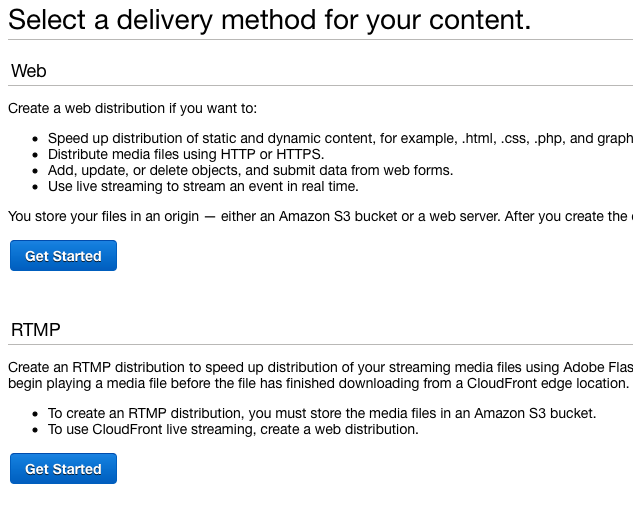 Select a delivery method for your content.
Web
Create a web distribution if you want to:
• Speed up distribution of static and dynamic content, for example, .html, .css, .php, and graph
• Distribute media files using HTTP or HTTPS.
• Add, update, or delete objects, and submit data from web forms.
• Use live streaming to stream an event in real time.
You store your files in an origin — either an Amazon S3 bucket or a web server. After you create the
Get Started
RTMP
Create an RTMP distribution to speed up distribution of your streaming media files using Adobe Flas
begin playing a media file before the file has finished downloading from a CloudFront edge location.
• To create an RTMP distribution, you must store the media files in an Amazon S3 bucket.
• To use CloudFront live streaming, create a web distribution.
Get Started